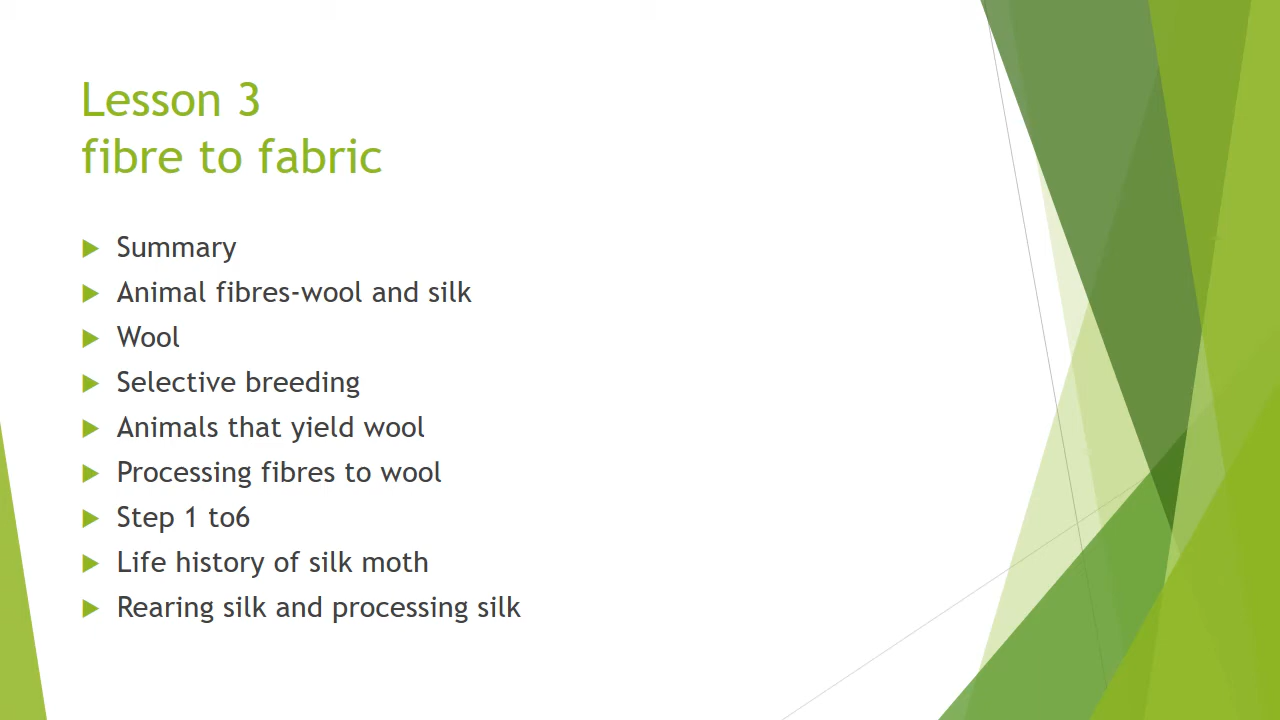 Lesson 3
fibre to fabric
Summary
Animal fibres-wool and silk
Wool
Selective breeding
Animals that yield wool
Processing fibres to wool
Step 1 to6
Life history of silk moth
Rearing silk and processing silk